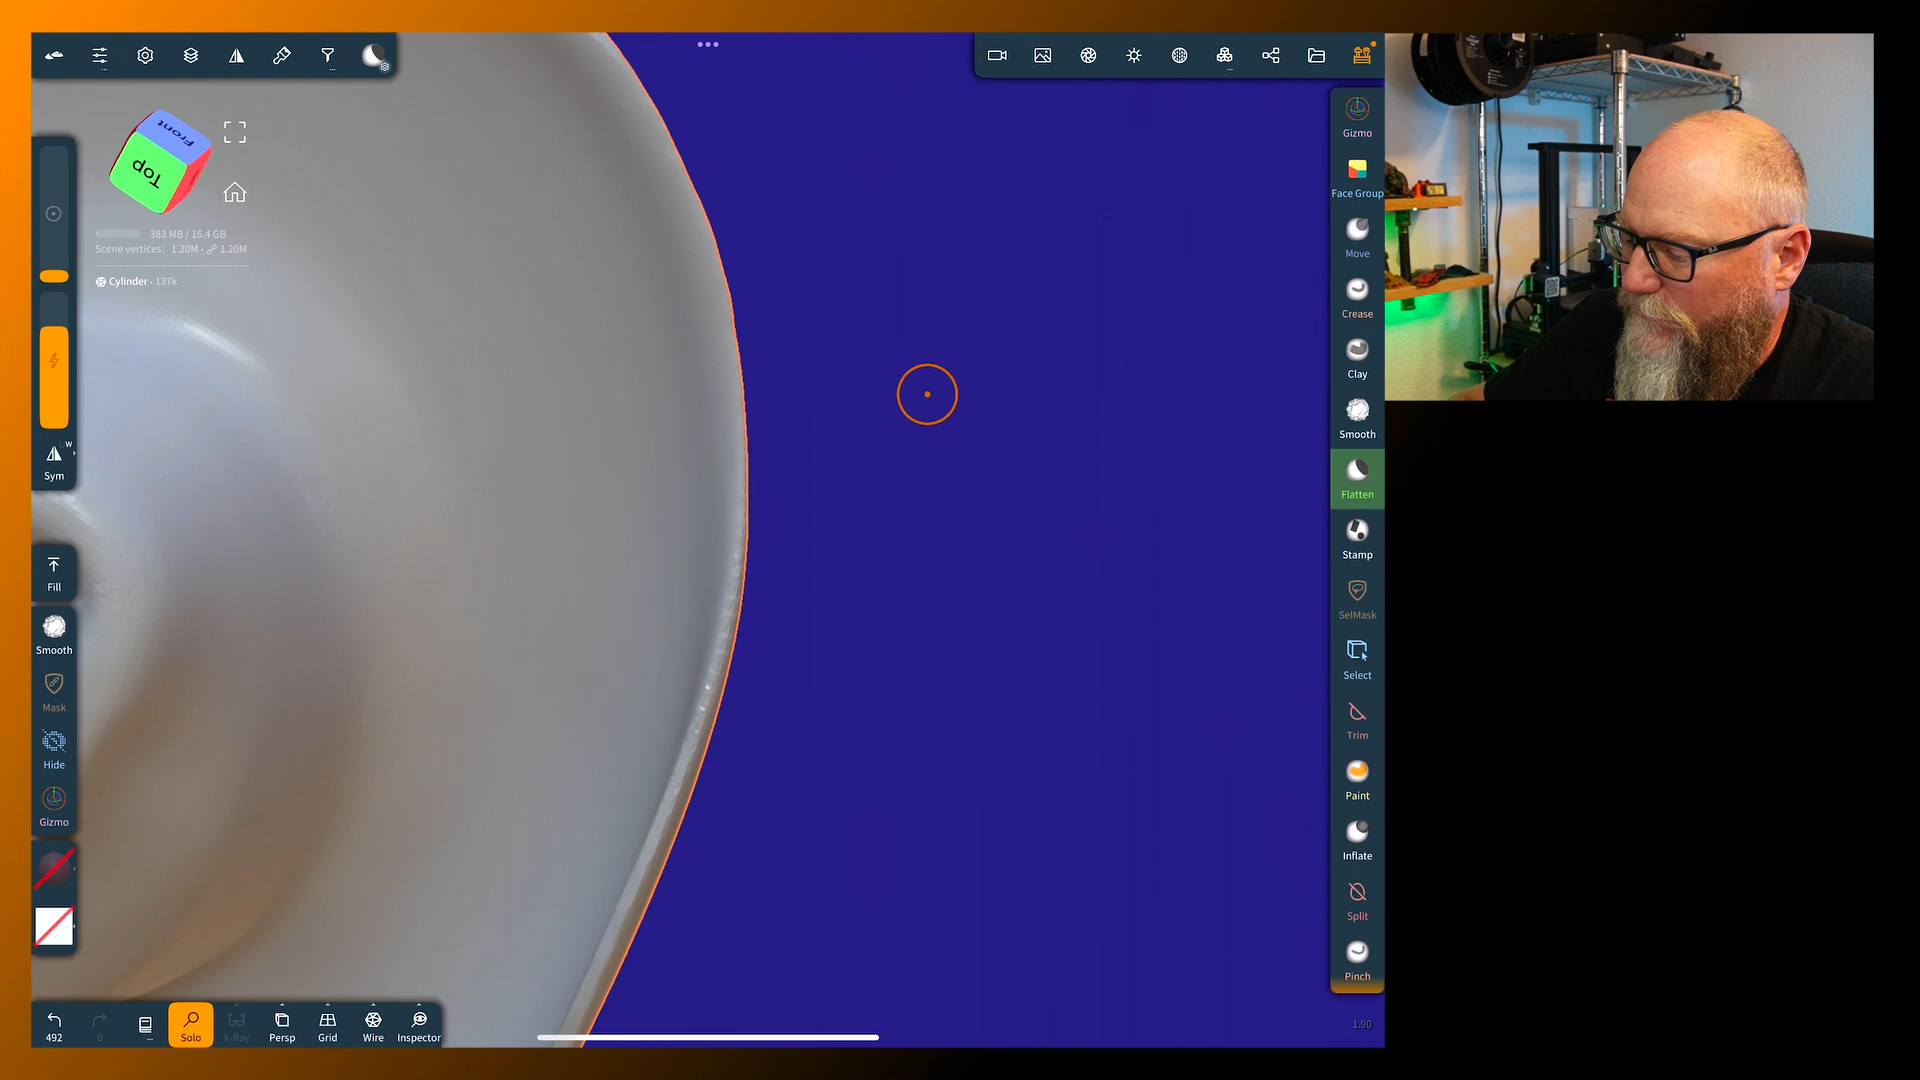 Front
Top
383 MB / 16.4 GB
Scene vertices: 1.20M • 1.20M
Cylinder • 137k
Sym
Fill
Smooth
Mask
Hide
Gizmo
492
0
Solo
X-Ray
Persp
Grid
Wire
Inspector
Gizmo
Face Group
Move
Crease
Clay
Smooth
Flatten
Stamp
SelMask
Select
Trim
Paint
Inflate
Split
Pinch
1.90